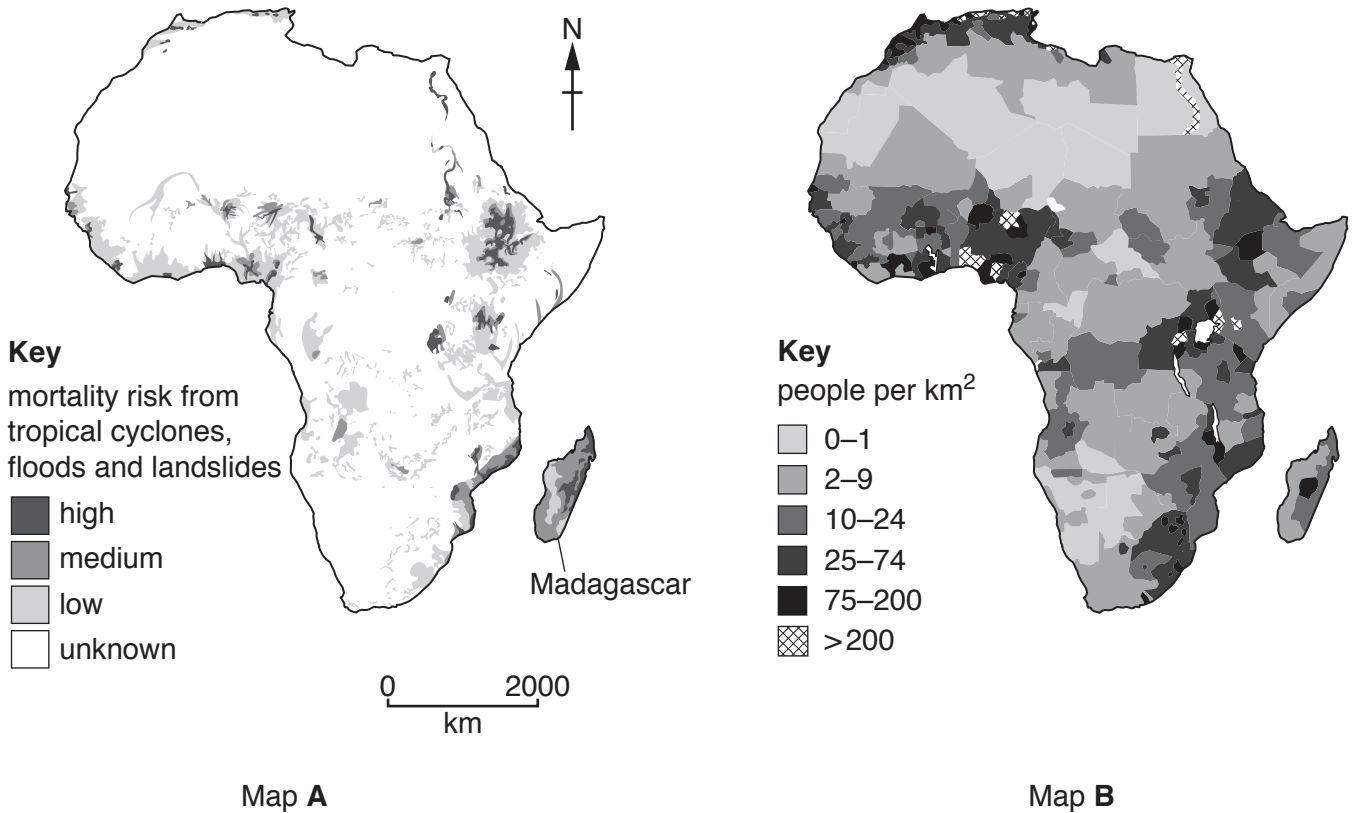 N
Key
mortality risk from
tropical cyclones,
floods and landslides
high
medium
low
unknown
Madagascar
0 2000
km
Map A
Key
people per km²
0–1
2–9
10–24
25–74
75–200
>200
Map B